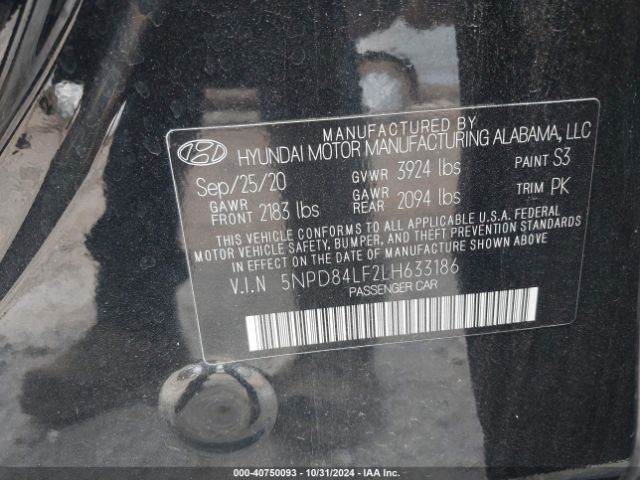 MANUFACTURED BY
HYUNDAI MOTOR MANUFACTURING ALABAMA, LLC
Sep/25/20 GVWR 3924 lbs PAINT S3
GAWR FRONT 2183 lbs GAWR REAR 2094 lbs TRIM PK
THIS VEHICLE CONFORMS TO ALL APPLICABLE U.S.A. FEDERAL
MOTOR VEHICLE SAFETY, BUMPER, AND THEFT PREVENTION STANDARDS
IN EFFECT ON THE DATE OF MANUFACTURE SHOWN ABOVE.
V.I.N 5NPD84LF2LH633186
PASSENGER CAR
000-40750093 - 10/31/2024 - IAA Inc.